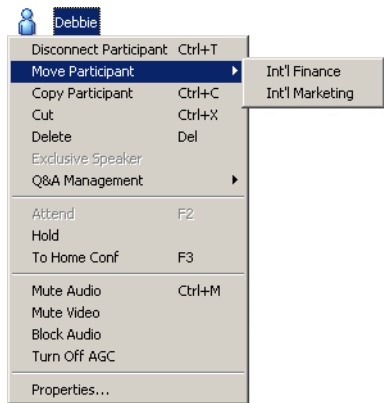 Debbie
Disconnect Participant Ctrl+T
Move Participant
Int'l Finance
Copy Participant Ctrl+C
Int'l Marketing
Cut Ctrl+X
Delete Del
Exclusive Speaker
Q&A Management
Attend F2
Hold
To Home Conf F3
Mute Audio Ctrl+M
Mute Video
Block Audio
Turn Off AGC
Properties...